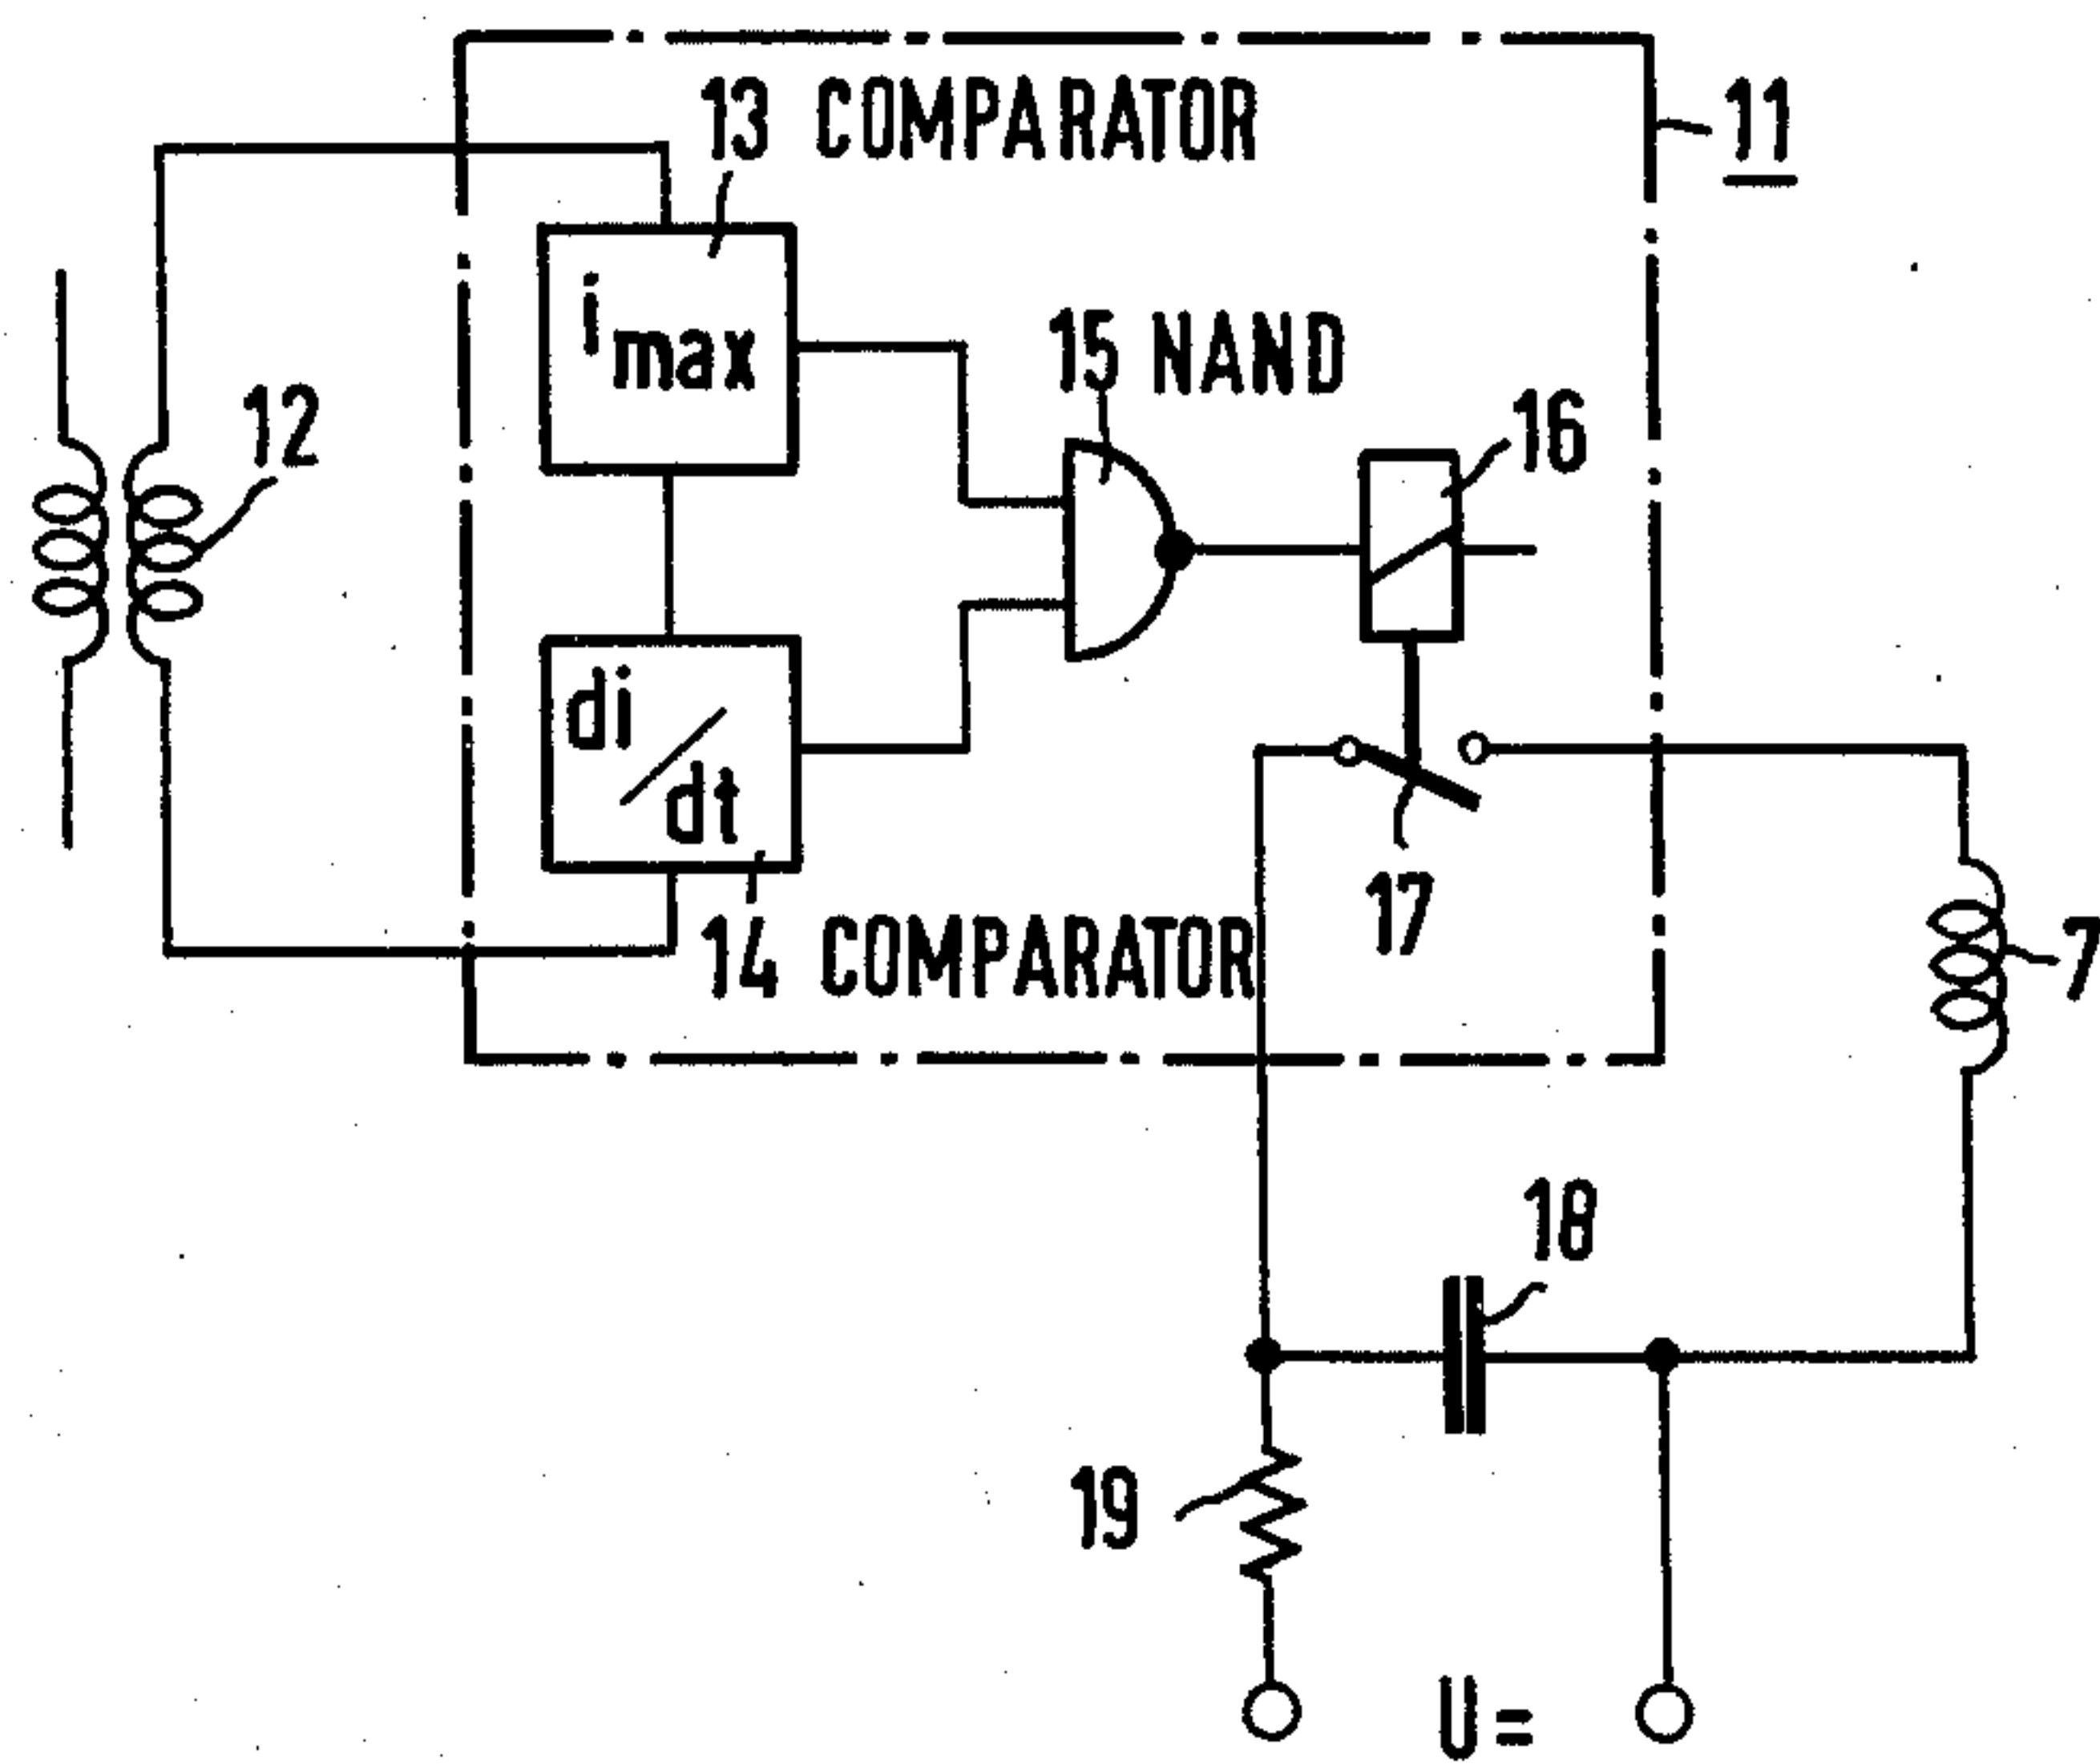 13 COMPARATOR
11
i max
15 NAND
12
16
di/dt
17
14 COMPARATOR
7
18
19
U =